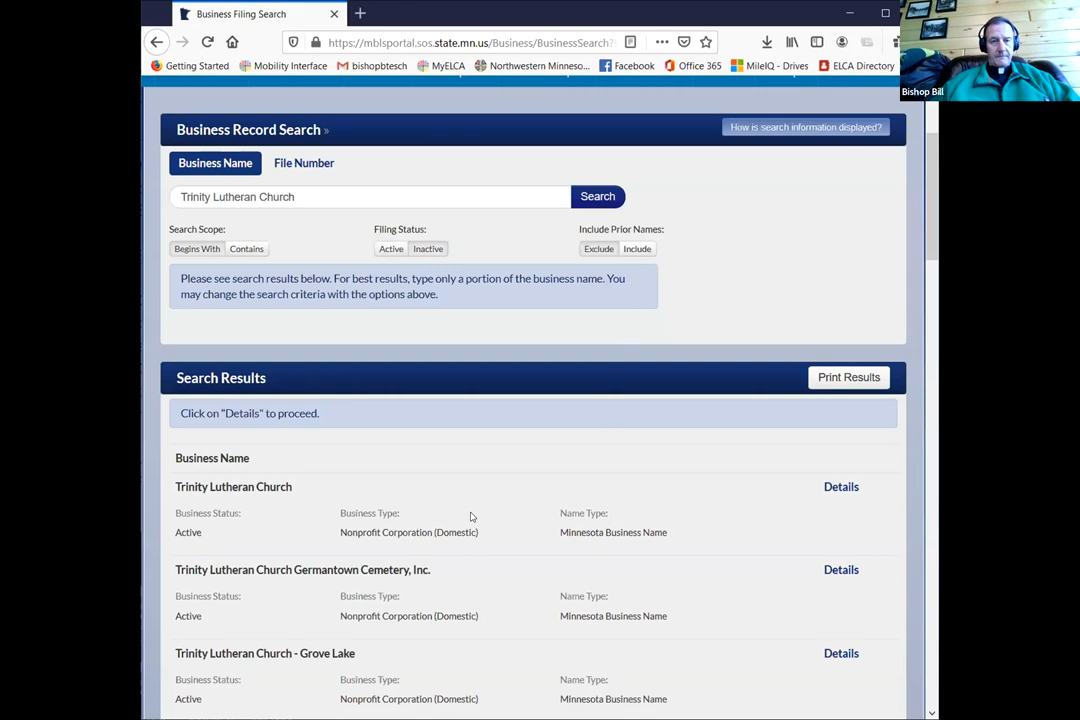 Business Filing Search
https://mblsportal.sos.state.mn.us/Business/BusinessSearch?
Getting Started Mobility Interface bishopbtesch MyELCA Northwestern Minneso... Facebook Office 365 MileIQ - Drives ELCA Directory
Bishop Bill
Business Record Search »
How is search information displayed?
Business Name File Number
Trinity Lutheran Church Search
Search Scope: Filing Status: Include Prior Names:
Begins With Contains Active Inactive Exclude Include
Please see search results below. For best results, type only a portion of the business name. You
may change the search criteria with the options above.
Search Results Print Results
Click on "Details" to proceed.
Business Name
Trinity Lutheran Church Details
Business Status: Business Type: Name Type:
Active Nonprofit Corporation (Domestic) Minnesota Business Name
Trinity Lutheran Church Germantown Cemetery, Inc. Details
Business Status: Business Type: Name Type:
Active Nonprofit Corporation (Domestic) Minnesota Business Name
Trinity Lutheran Church - Grove Lake Details
Business Status: Business Type: Name Type:
Active Nonprofit Corporation (Domestic) Minnesota Business Name